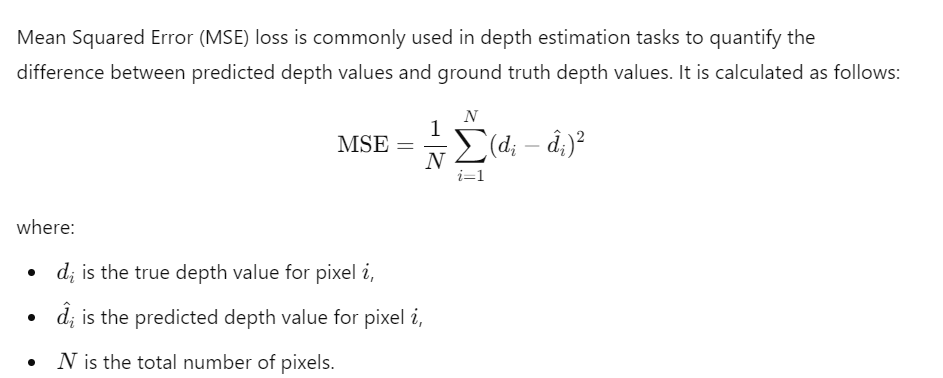 Mean Squared Error (MSE) loss is commonly used in depth estimation tasks to quantify the
difference between predicted depth values and ground truth depth values. It is calculated as follows:
MSE = \frac{1}{N} \sum_{i=1}^{N} (d_i - \hat{d}_i)^2
where:
• d_i is the true depth value for pixel i,
• \hat{d}_i is the predicted depth value for pixel i,
• N is the total number of pixels.